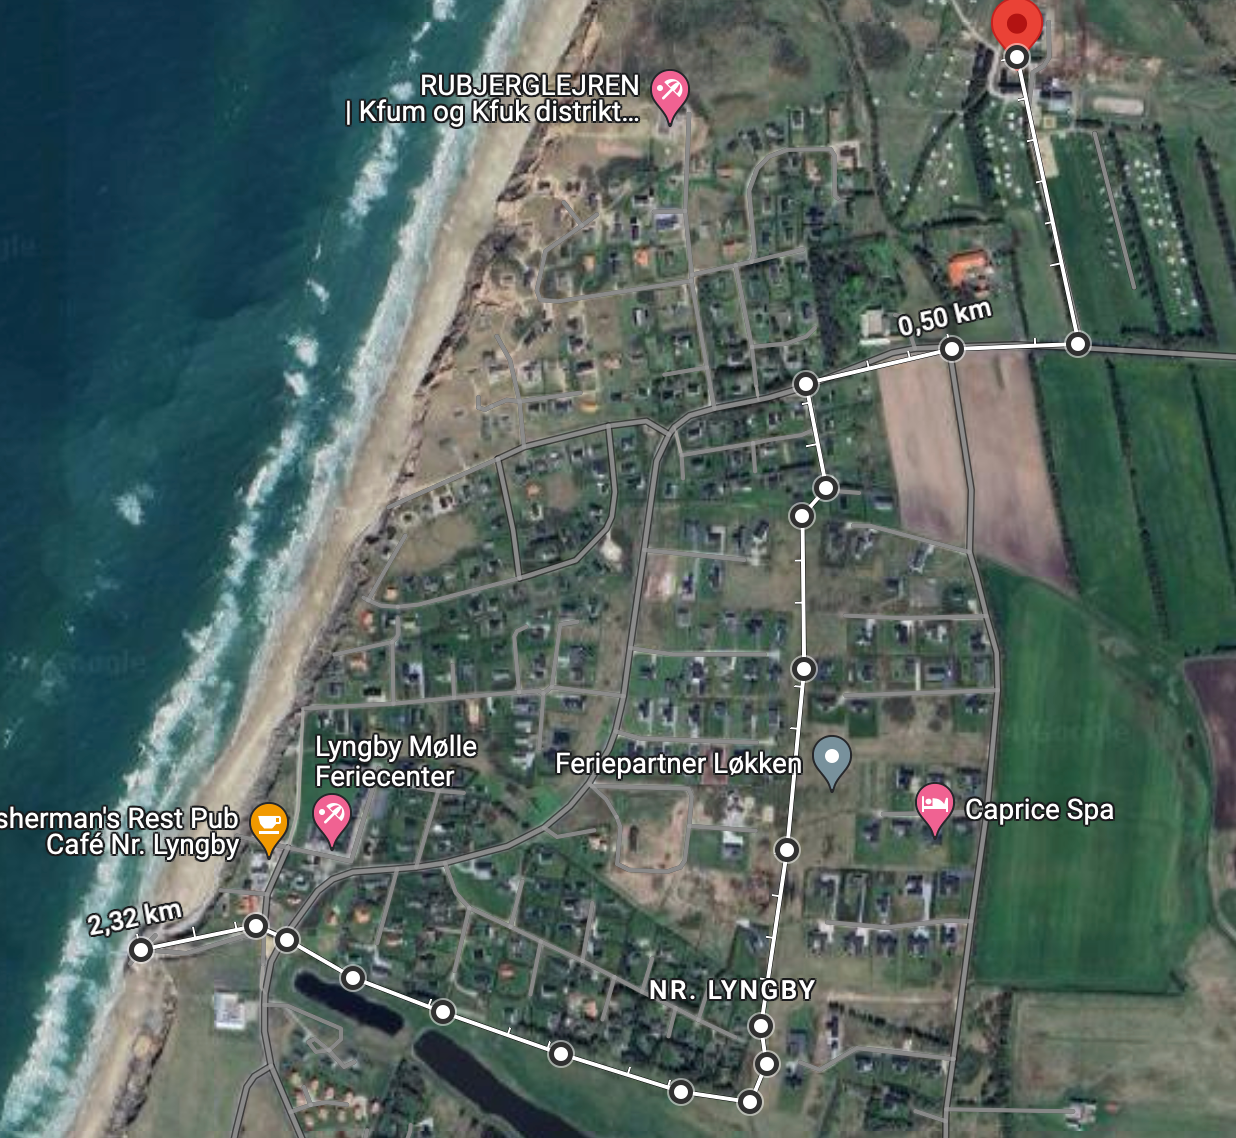 RUBJERGLEJREN
| Kfum og Kfuk distrikt...
0,50 km
Lyngby Mølle
Feriecenter
Feriepartner Løkken
Caprice Spa
sherman's Rest Pub
Café Nr. Lyngby
2,32 km
NR. LYNGBY